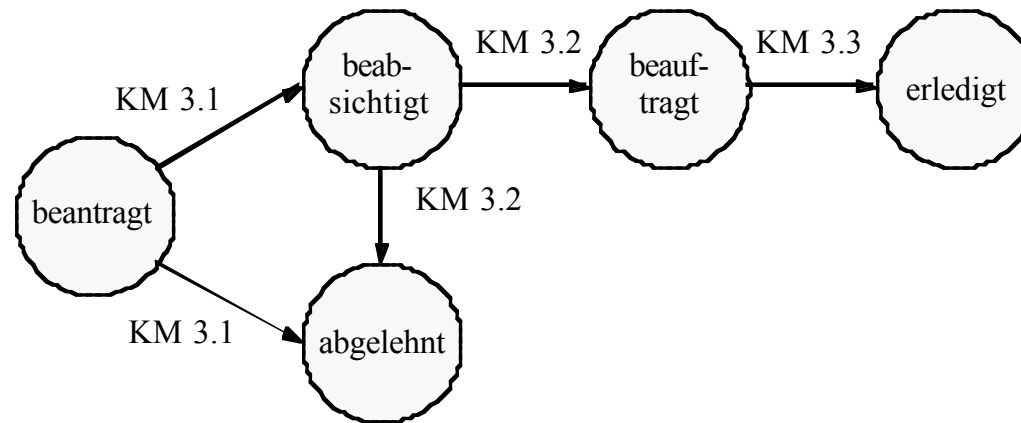 KM 3.2
KM 3.3
beab-
sichtigt
beauf-
tragt
erledigt
KM 3.1
KM 3.2
beantragt
KM 3.1
abgelehnt